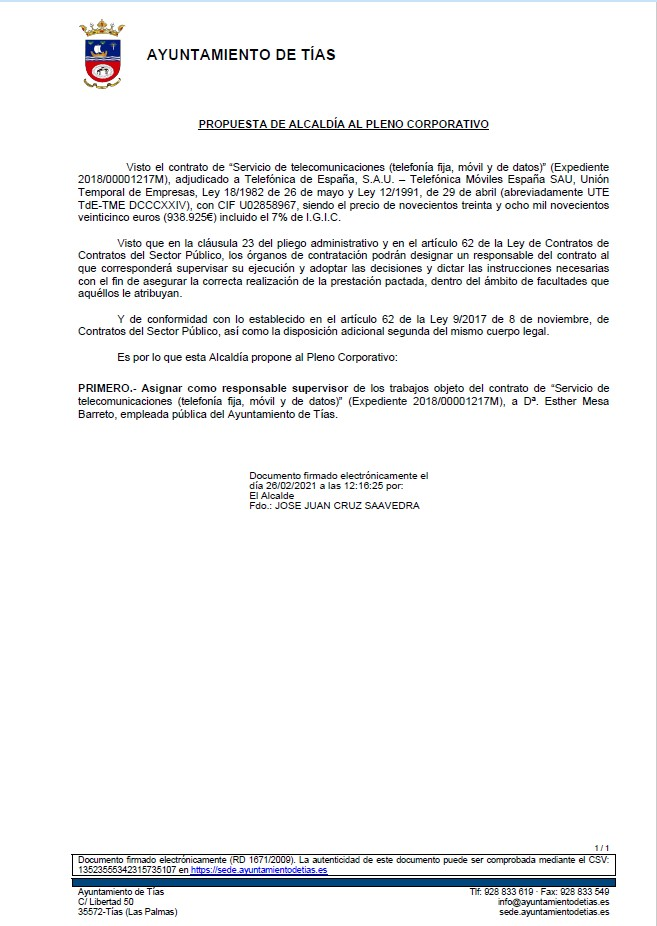 AYUNTAMIENTO DE TÍAS
PROPUESTA DE ALCALDÍA AL PLENO CORPORATIVO
Visto el contrato de “Servicio de telecomunicaciones (telefonía fija, móvil y de datos)” (Expediente
2018/00001217M), adjudicado a Telefónica de España, S.A.U. – Telefónica Móviles España SAU, Unión
Temporal de Empresas, Ley 18/1982 de 26 de mayo y Ley 12/1991, de 29 de abril (abreviadamente UTE
TdE-TME DCCCXXIV), con CIF U02858967, siendo el precio de novecientos treinta y ocho mil novecientos
veinticinco euros (938.925€) incluido el 7% de I.G.I.C.
Visto que en la cláusula 23 del pliego administrativo y en el artículo 62 de la Ley de Contratos de
Contratos del Sector Público, los órganos de contratación podrán designar un responsable del contrato al
que corresponderá supervisar su ejecución y adoptar las decisiones y dictar las instrucciones necesarias
con el fin de asegurar la correcta realización de la prestación pactada, dentro del ámbito de facultades que
aquéllos le atribuyan.
Y de conformidad con lo establecido en el artículo 62 de la Ley 9/2017 de 8 de noviembre, de
Contratos del Sector Público, así como la disposición adicional segunda del mismo cuerpo legal.
Es por lo que esta Alcaldía propone al Pleno Corporativo:
PRIMERO.- Asignar como responsable supervisor de los trabajos objeto del contrato de “Servicio de
telecomunicaciones (telefonía fija, móvil y de datos)” (Expediente 2018/00001217M), a Dª. Esther Mesa
Barreto, empleada pública del Ayuntamiento de Tías.
Documento firmado electrónicamente el
día 26/02/2021 a las 12:16:25 por:
El Alcalde
Fdo.: JOSE JUAN CRUZ SAAVEDRA
1 / 1
Documento firmado electrónicamente (RD 1671/2009). La autenticidad de este documento puede ser comprobada mediante el CSV:
13523555342315735107 en https://sede.ayuntamientodetias.es
Ayuntamiento de Tías
C/ Libertad 50
35572-Tías (Las Palmas)
Tlf: 928 833 619 · Fax: 928 833 549
info@ayuntamientodetias.es
sede.ayuntamientodetias.es